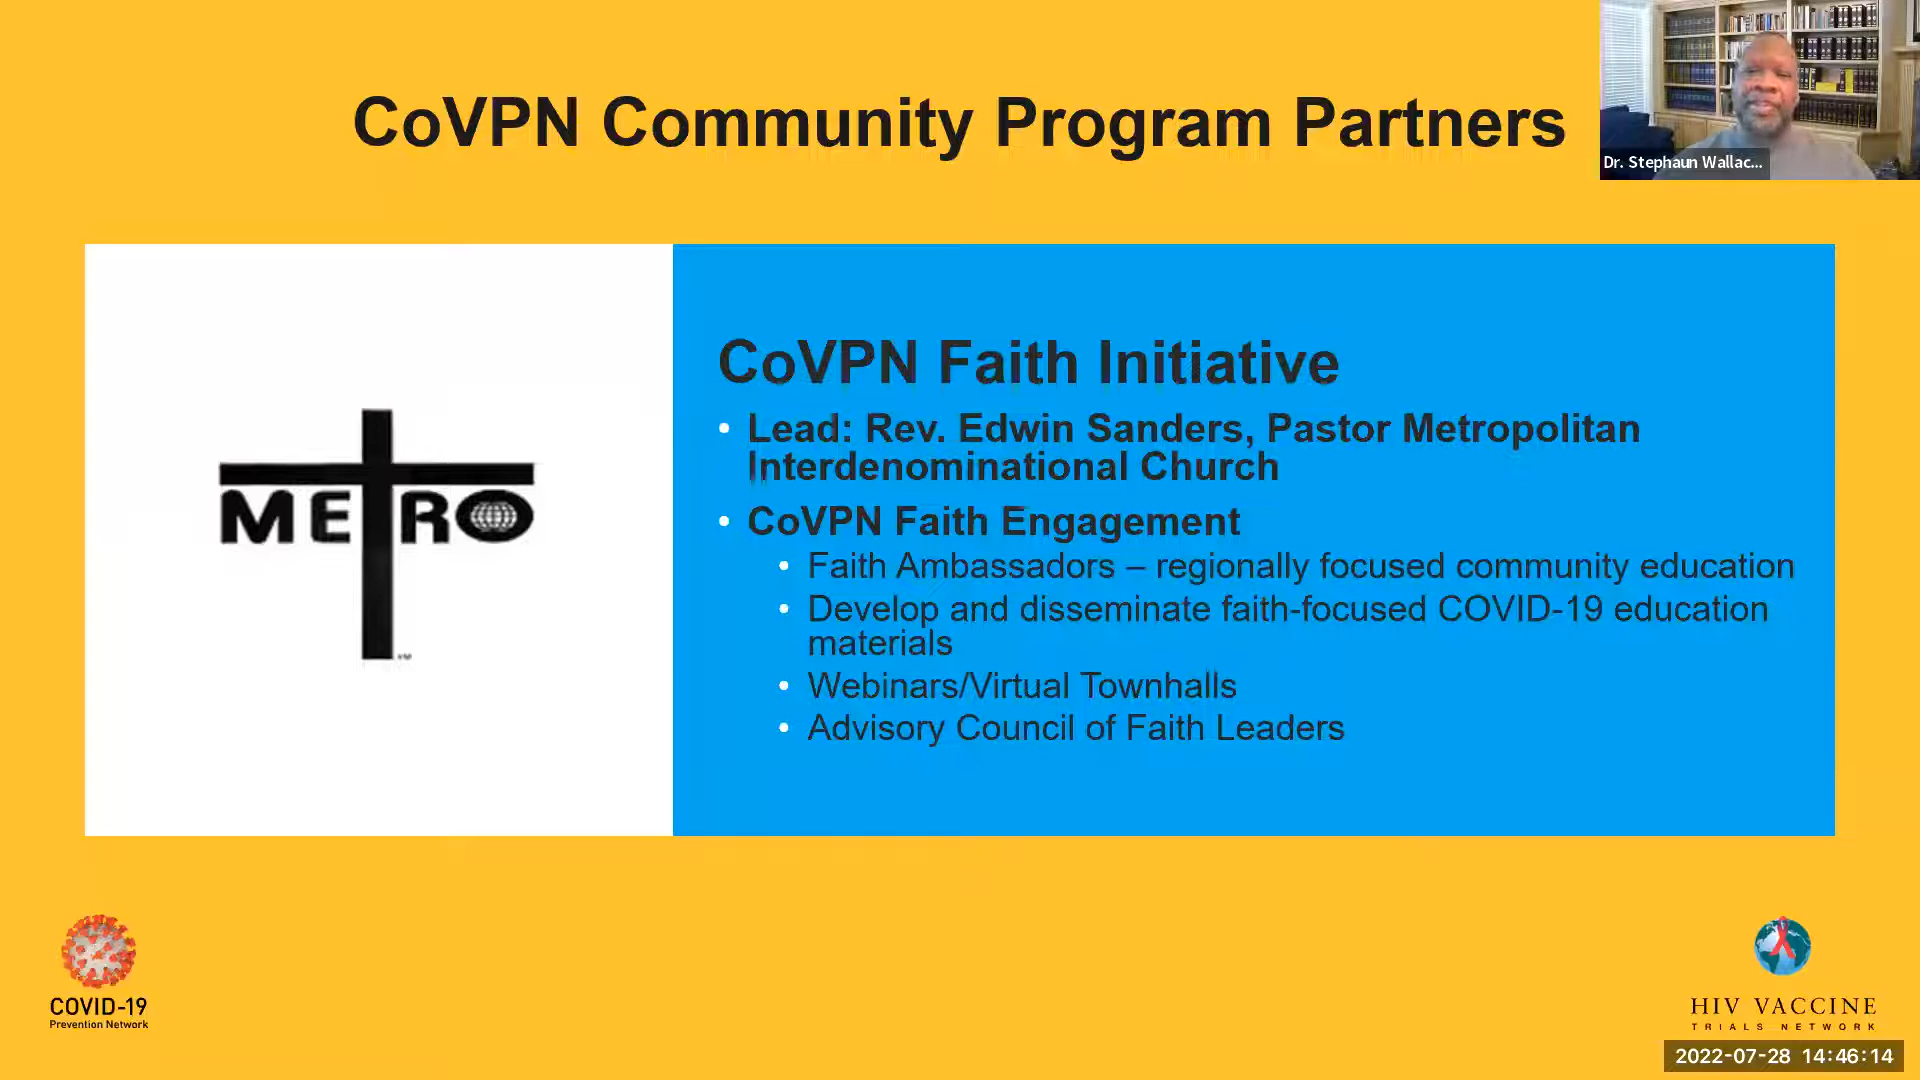 CoVPN Community Program Partners
Dr. Stephaun Wallac...
METRO
TM
CoVPN Faith Initiative
• Lead: Rev. Edwin Sanders, Pastor Metropolitan
Interdenominational Church
• CoVPN Faith Engagement
• Faith Ambassadors – regionally focused community education
• Develop and disseminate faith-focused COVID-19 education
materials
• Webinars/Virtual Townhalls
• Advisory Council of Faith Leaders
COVID-19
Prevention Network
HIV VACCINE
TRIALS NETWORK
2022-07-28 14:46:14